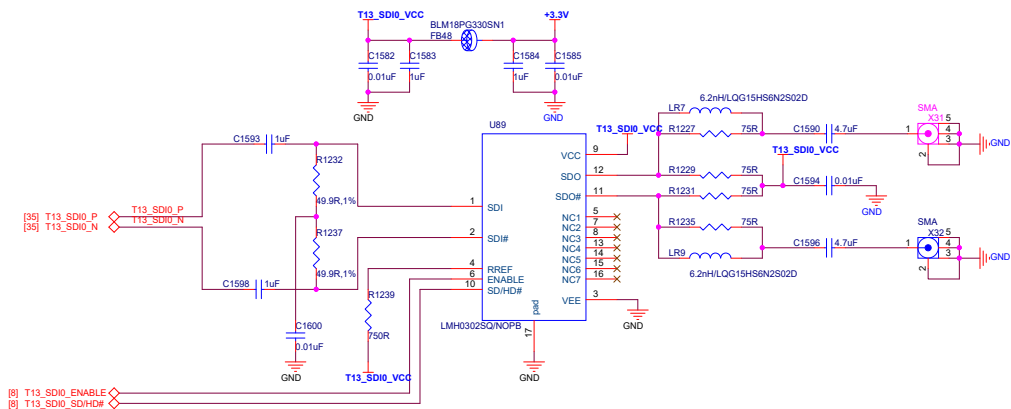 T13_SDI0_VCC
BLM18PG330SN1
FB48
+3.3V
C1582
0.01uF
C1583
1uF
C1584
1uF
C1585
0.01uF
GND
GND
6.2nH/LQG15HS6N2S02D
LR7
R1227
75R
C1590
4.7uF
SMA
X31
1
2
3
4
5
GND
U89
T13_SDI0_VCC
VCC
9
SDO
12
SDO#
11
NC1
5
NC2
7
NC3
8
NC4
13
NC5
14
NC6
15
NC7
16
VEE
3
GND
R1229
75R
R1231
75R
T13_SDI0_VCC
C1594
0.01uF
GND
R1235
75R
LR9
6.2nH/LQG15HS6N2S02D
C1596
4.7uF
SMA
X32
1
2
3
4
5
GND
C1593
1uF
R1232
49.9R,1%
1
SDI
[35] T13_SDI0_P
T13_SDI0_P
[35] T13_SDI0_N
T13_SDI0_N
R1237
49.9R,1%
2
SDI#
C1598
1uF
4
RREF
6
ENABLE
10
SD/HD#
R1239
750R
T13_SDI0_VCC
C1600
0.01uF
GND
pad
17
LMH0302SQ/NOPB
GND
[8] T13_SDI0_ENABLE
[8] T13_SDI0_SD/HD#